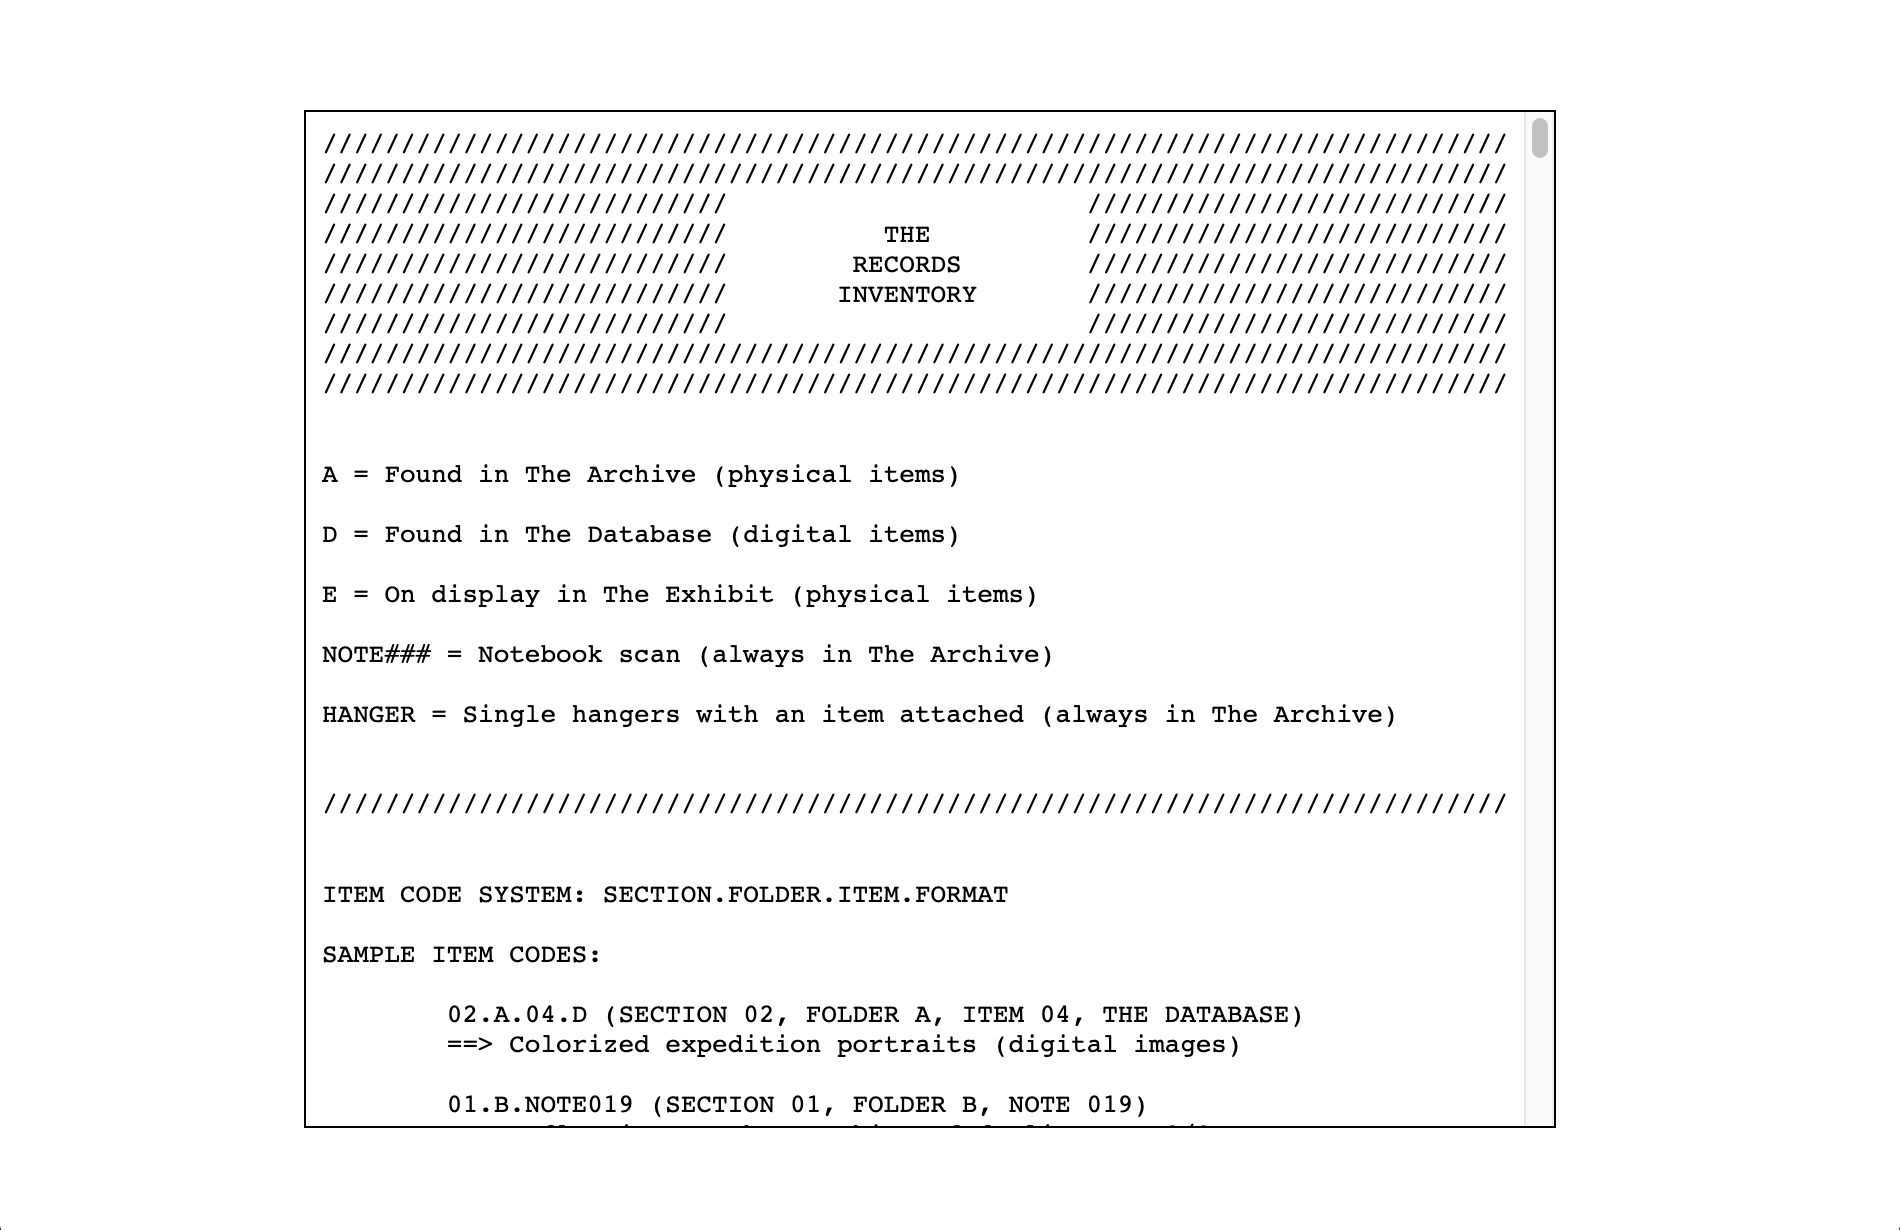 ////////////////////////////////////////////////////////////////////////////
////////////////////////////////////////////////////////////////////////////
////////////////////////// ///////////////////////////
////////////////////////// THE ///////////////////////////
////////////////////////// RECORDS ///////////////////////////
////////////////////////// INVENTORY ///////////////////////////
////////////////////////// ///////////////////////////
////////////////////////////////////////////////////////////////////////////
////////////////////////////////////////////////////////////////////////////
A = Found in The Archive (physical items)
D = Found in The Database (digital items)
E = On display in The Exhibit (physical items)
NOTE### = Notebook scan (always in The Archive)
HANGER = Single hangers with an item attached (always in The Archive)
////////////////////////////////////////////////////////////////////////////
ITEM CODE SYSTEM: SECTION.FOLDER.ITEM.FORMAT
SAMPLE ITEM CODES:
02.A.04.D (SECTION 02, FOLDER A, ITEM 04, THE DATABASE)
==> Colorized expedition portraits (digital images)
01.B.NOTE019 (SECTION 01, FOLDER B, NOTE 019)